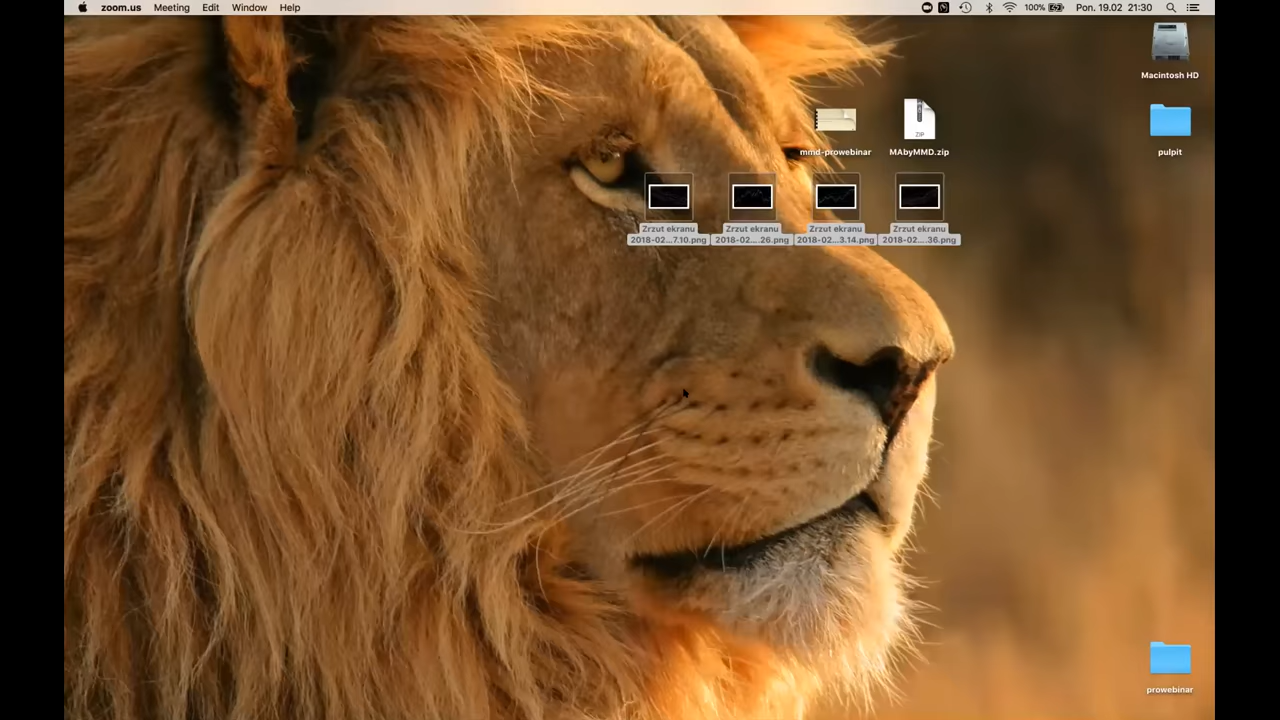 zoom.us Meeting Edit Window Help 100% Pon. 19.02 21:30
Macintosh HD
mmd-prowebinar MAbyMMD.zip pulpit
ZIP
Zrzut ekranu Zrzut ekranu Zrzut ekranu Zrzut ekranu
2018-02...7.10.png 2018-02....26.png 2018-02...3.14.png 2018-02....36.png
prowebinar